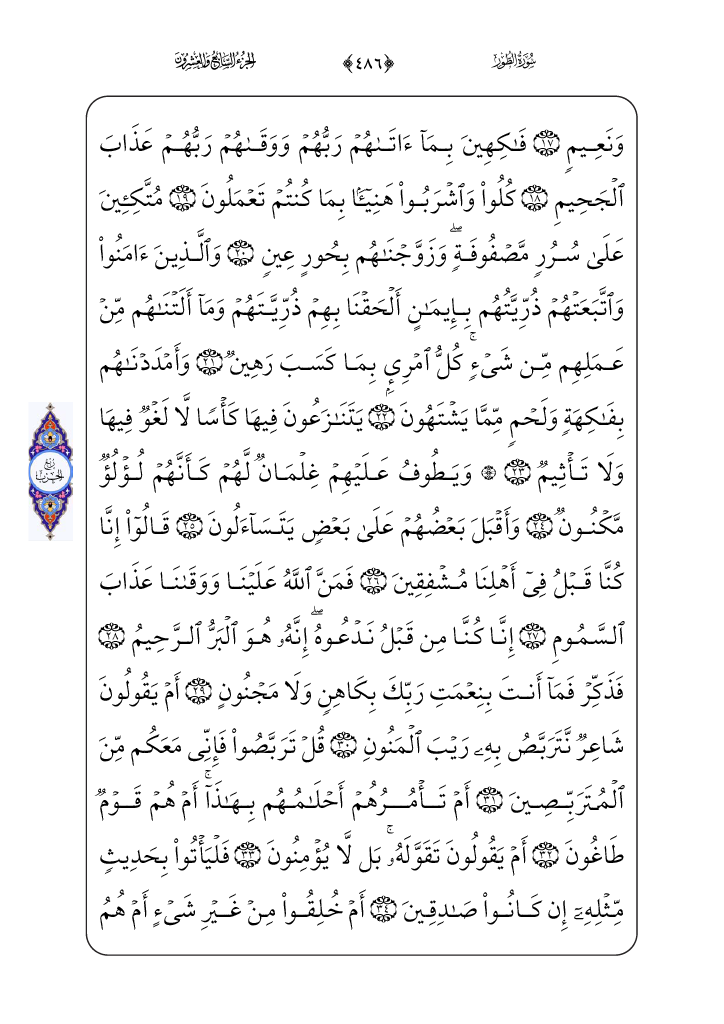 سُورَةُ الطُّورِ ﴿٤٨٦﴾ الجُزْءُ السَّابِعُ وَالعِشْرُونَ
وَنَعِيمٍ ١٧ فَٰكِهِينَ بِمَآ ءَاتَىٰهُمْ رَبُّهُمْ وَوَقَىٰهُمْ رَبُّهُمْ عَذَابَ
ٱلْجَحِيمِ ١٨ كُلُوا۟ وَٱشْرَبُوا۟ هَنِيٓـًٔۢا بِمَا كُنتُمْ تَعْمَلُونَ ١٩ مُتَّكِـِٔينَ
عَلَىٰ سُرُرٍ مَّصْفُوفَةٍ ۖ وَزَوَّجْنَٰهُم بِحُورٍ عِينٍ ٢٠ وَٱلَّذِينَ ءَامَنُوا۟
وَٱتَّبَعَتْهُمْ ذُرِّيَّتُهُم بِإِيمَٰنٍ أَلْحَقْنَا بِهِمْ ذُرِّيَّتَهُمْ وَمَآ أَلَتْنَٰهُم مِّنْ
عَمَلِهِم مِّن شَىْءٍ ۚ كُلُّ ٱمْرِئٍۭ بِمَا كَسَبَ رَهِينٌ ٢١ وَأَمْدَدْنَٰهُم
بِفَٰكِهَةٍ وَلَحْمٍ مِّمَّا يَشْتَهُونَ ٢٢ يَتَنَٰزَعُونَ فِيهَا كَأْسًا لَّا لَغْوٌ فِيهَا
وَلَا تَأْثِيمٌ ٢٣ ۞ وَيَطُوفُ عَلَيْهِمْ غِلْمَانٌ لَّهُمْ كَأَنَّهُمْ لُؤْلُؤٌ
رُبْعُ الحِزْبِ
مَّكْنُونٌ ٢٤ وَأَقْبَلَ بَعْضُهُمْ عَلَىٰ بَعْضٍ يَتَسَآءَلُونَ ٢٥ قَالُوٓا۟ إِنَّا
كُنَّا قَبْلُ فِىٓ أَهْلِنَا مُشْفِقِينَ ٢٦ فَمَنَّ ٱللَّهُ عَلَيْنَا وَوَقَىٰنَا عَذَابَ
ٱلسَّمُومِ ٢٧ إِنَّا كُنَّا مِن قَبْلُ نَدْعُوهُ ۖ إِنَّهُۥ هُوَ ٱلْبَرُّ ٱلرَّحِيمُ ٢٨
فَذَكِّرْ فَمَآ أَنتَ بِنِعْمَتِ رَبِّكَ بِكَاهِنٍ وَلَا مَجْنُونٍ ٢٩ أَمْ يَقُولُونَ
شَاعِرٌ نَّتَرَبَّصُ بِهِۦ رَيْبَ ٱلْمَنُونِ ٣٠ قُلْ تَرَبَّصُوا۟ فَإِنِّى مَعَكُم مِّنَ
ٱلْمُتَرَبِّصِينَ ٣١ أَمْ تَأْمُرُهُمْ أَحْلَٰمُهُم بِهَٰذَآ ۚ أَمْ هُمْ قَوْمٌ
طَاغُونَ ٣٢ أَمْ يَقُولُونَ تَقَوَّلَهُۥ ۚ بَل لَّا يُؤْمِنُونَ ٣٣ فَلْيَأْتُوا۟ بِحَدِيثٍ
مِّثْلِهِۦٓ إِن كَانُوا۟ صَٰدِقِينَ ٣٤ أَمْ خُلِقُوا۟ مِنْ غَيْرِ شَىْءٍ أَمْ هُمُ